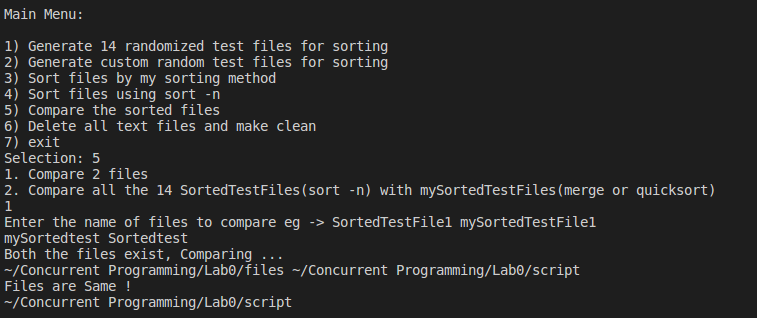 Main Menu:
1) Generate 14 randomized test files for sorting
2) Generate custom random test files for sorting
3) Sort files by my sorting method
4) Sort files using sort -n
5) Compare the sorted files
6) Delete all text files and make clean
7) exit
Selection: 5
1. Compare 2 files
2. Compare all the 14 SortedTestFiles(sort -n) with mySortedTestFiles(merge or quicksort)
1
Enter the name of files to compare eg -> SortedTestFile1 mySortedTestFile1
mySortedtest Sortedtest
Both the files exist, Comparing ...
~/Concurrent Programming/Lab0/files ~/Concurrent Programming/Lab0/script
Files are Same !
~/Concurrent Programming/Lab0/script